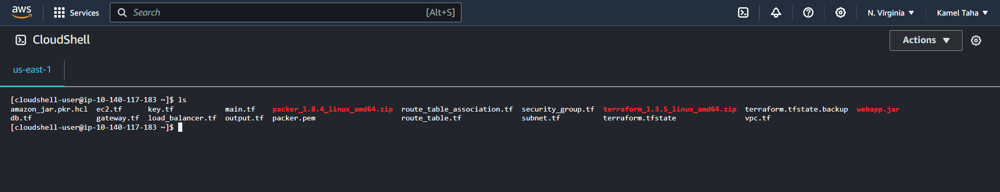 aws Services Search [Alt+S] N. Virginia Kamel Taha
CloudShell Actions
us-east-1
[cloudshell-user@ip-10-140-117-183 ~]$ ls
amazon_jar.pkr.hcl ec2.tf key.tf main.tf packer_1.8.4_linux_amd64.zip route_table_association.tf security_group.tf terraform_1.3.5_linux_amd64.zip terraform.tfstate.backup webapp.jar
db.tf gateway.tf load_balancer.tf output.tf packer.pem route_table.tf subnet.tf terraform.tfstate vpc.tf
[cloudshell-user@ip-10-140-117-183 ~]$